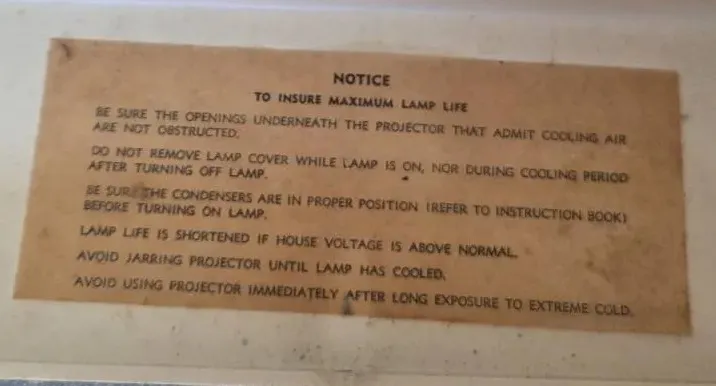 NOTICE
TO INSURE MAXIMUM LAMP LIFE
BE SURE THE OPENINGS UNDERNEATH THE PROJECTOR THAT ADMIT COOLING AIR
ARE NOT OBSTRUCTED.
DO NOT REMOVE LAMP COVER WHILE LAMP IS ON, NOR DURING COOLING PERIOD
AFTER TURNING OFF LAMP.
BE SURE THE CONDENSERS ARE IN PROPER POSITION (REFER TO INSTRUCTION BOOK)
BEFORE TURNING ON LAMP.
LAMP LIFE IS SHORTENED IF HOUSE VOLTAGE IS ABOVE NORMAL.
AVOID JARRING PROJECTOR UNTIL LAMP HAS COOLED.
AVOID USING PROJECTOR IMMEDIATELY AFTER LONG EXPOSURE TO EXTREME COLD.